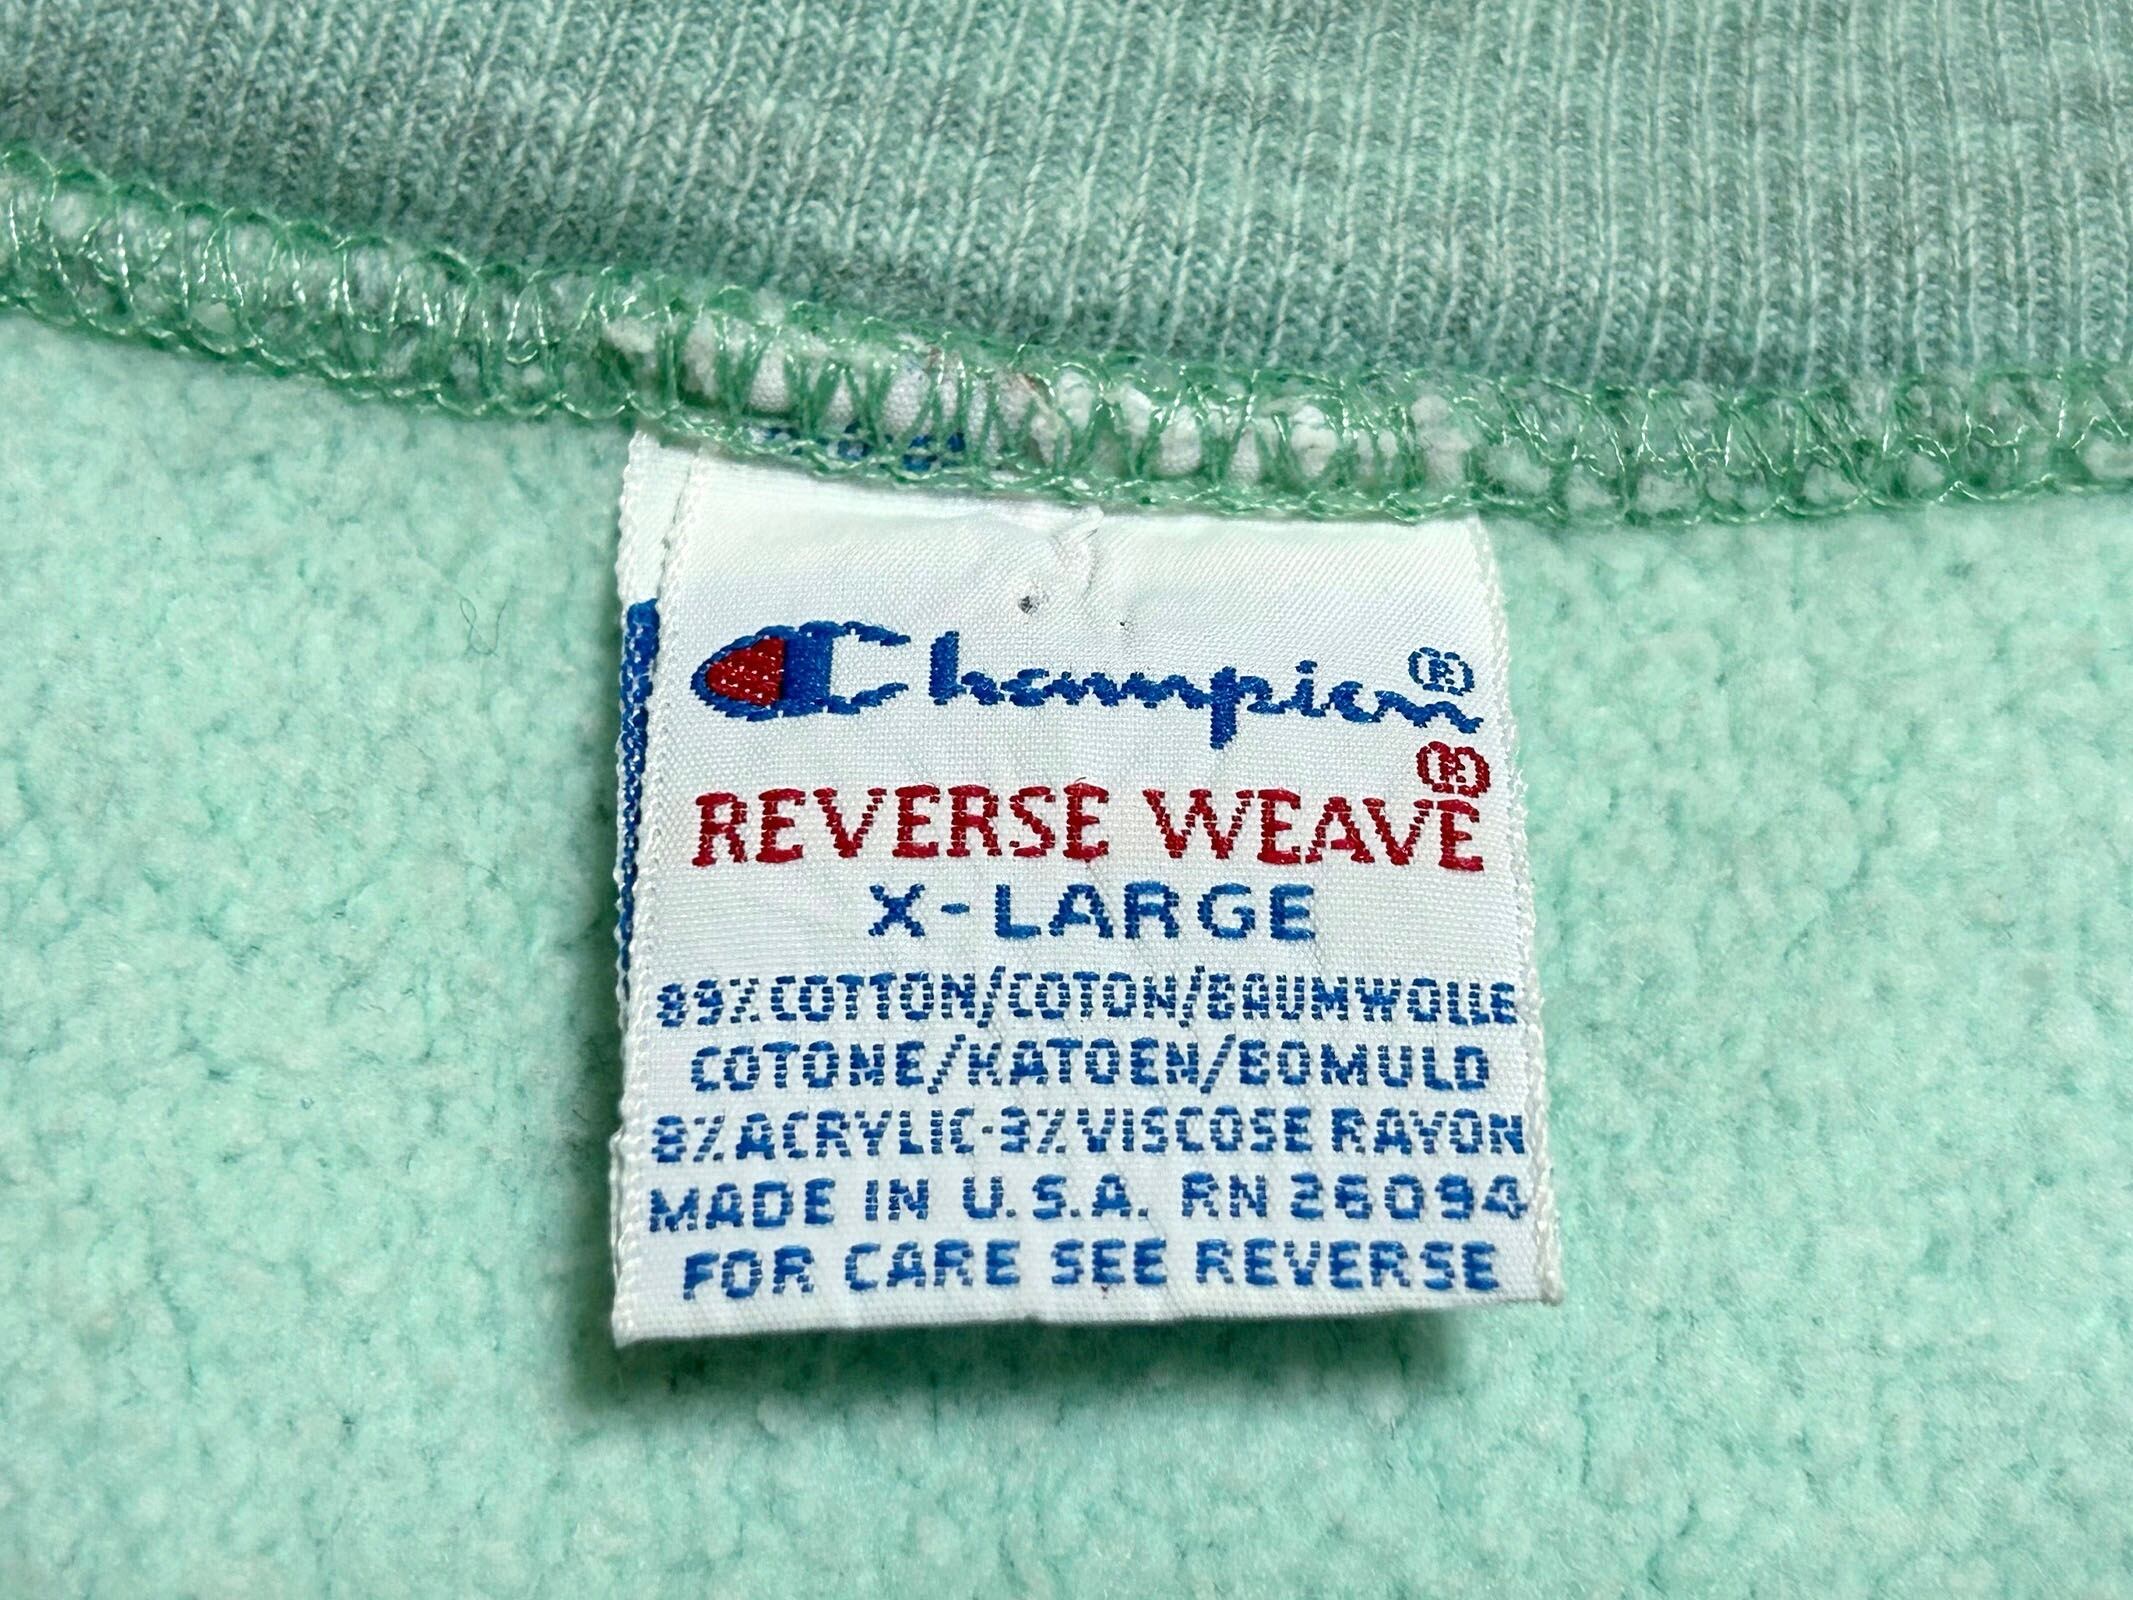 Champion®
REVERSE WEAVE®
X-LARGE
89% COTTON/COTON/BAUMWOLLE
COTONE/KATOEN/BOMULD
8% ACRYLIC-3% VISCOSE RAYON
MADE IN U.S.A. RN 26094
FOR CARE SEE REVERSE